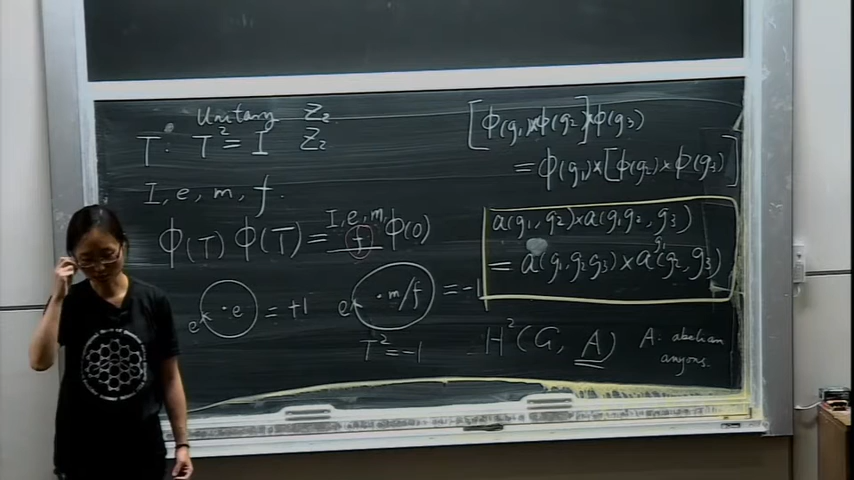 Unitary Z₂
T: T² = I Z₂
I, e, m, f
I, e, m,
Φ(T) Φ(T) = f Φ(0)
e · e = +1
e · m/f = -1
T² = -1
[Φ(g₁)×Φ(g₂)]×Φ(g₃)
= Φ(g₁)×[Φ(g₂)×Φ(g₃)]
a(g₁, g₂)×a(g₁g₂, g₃)
= a(g₁, g₂g₃)×a^{g₁}(g₂, g₃)
H²(G, A) A: abelian
anyons.